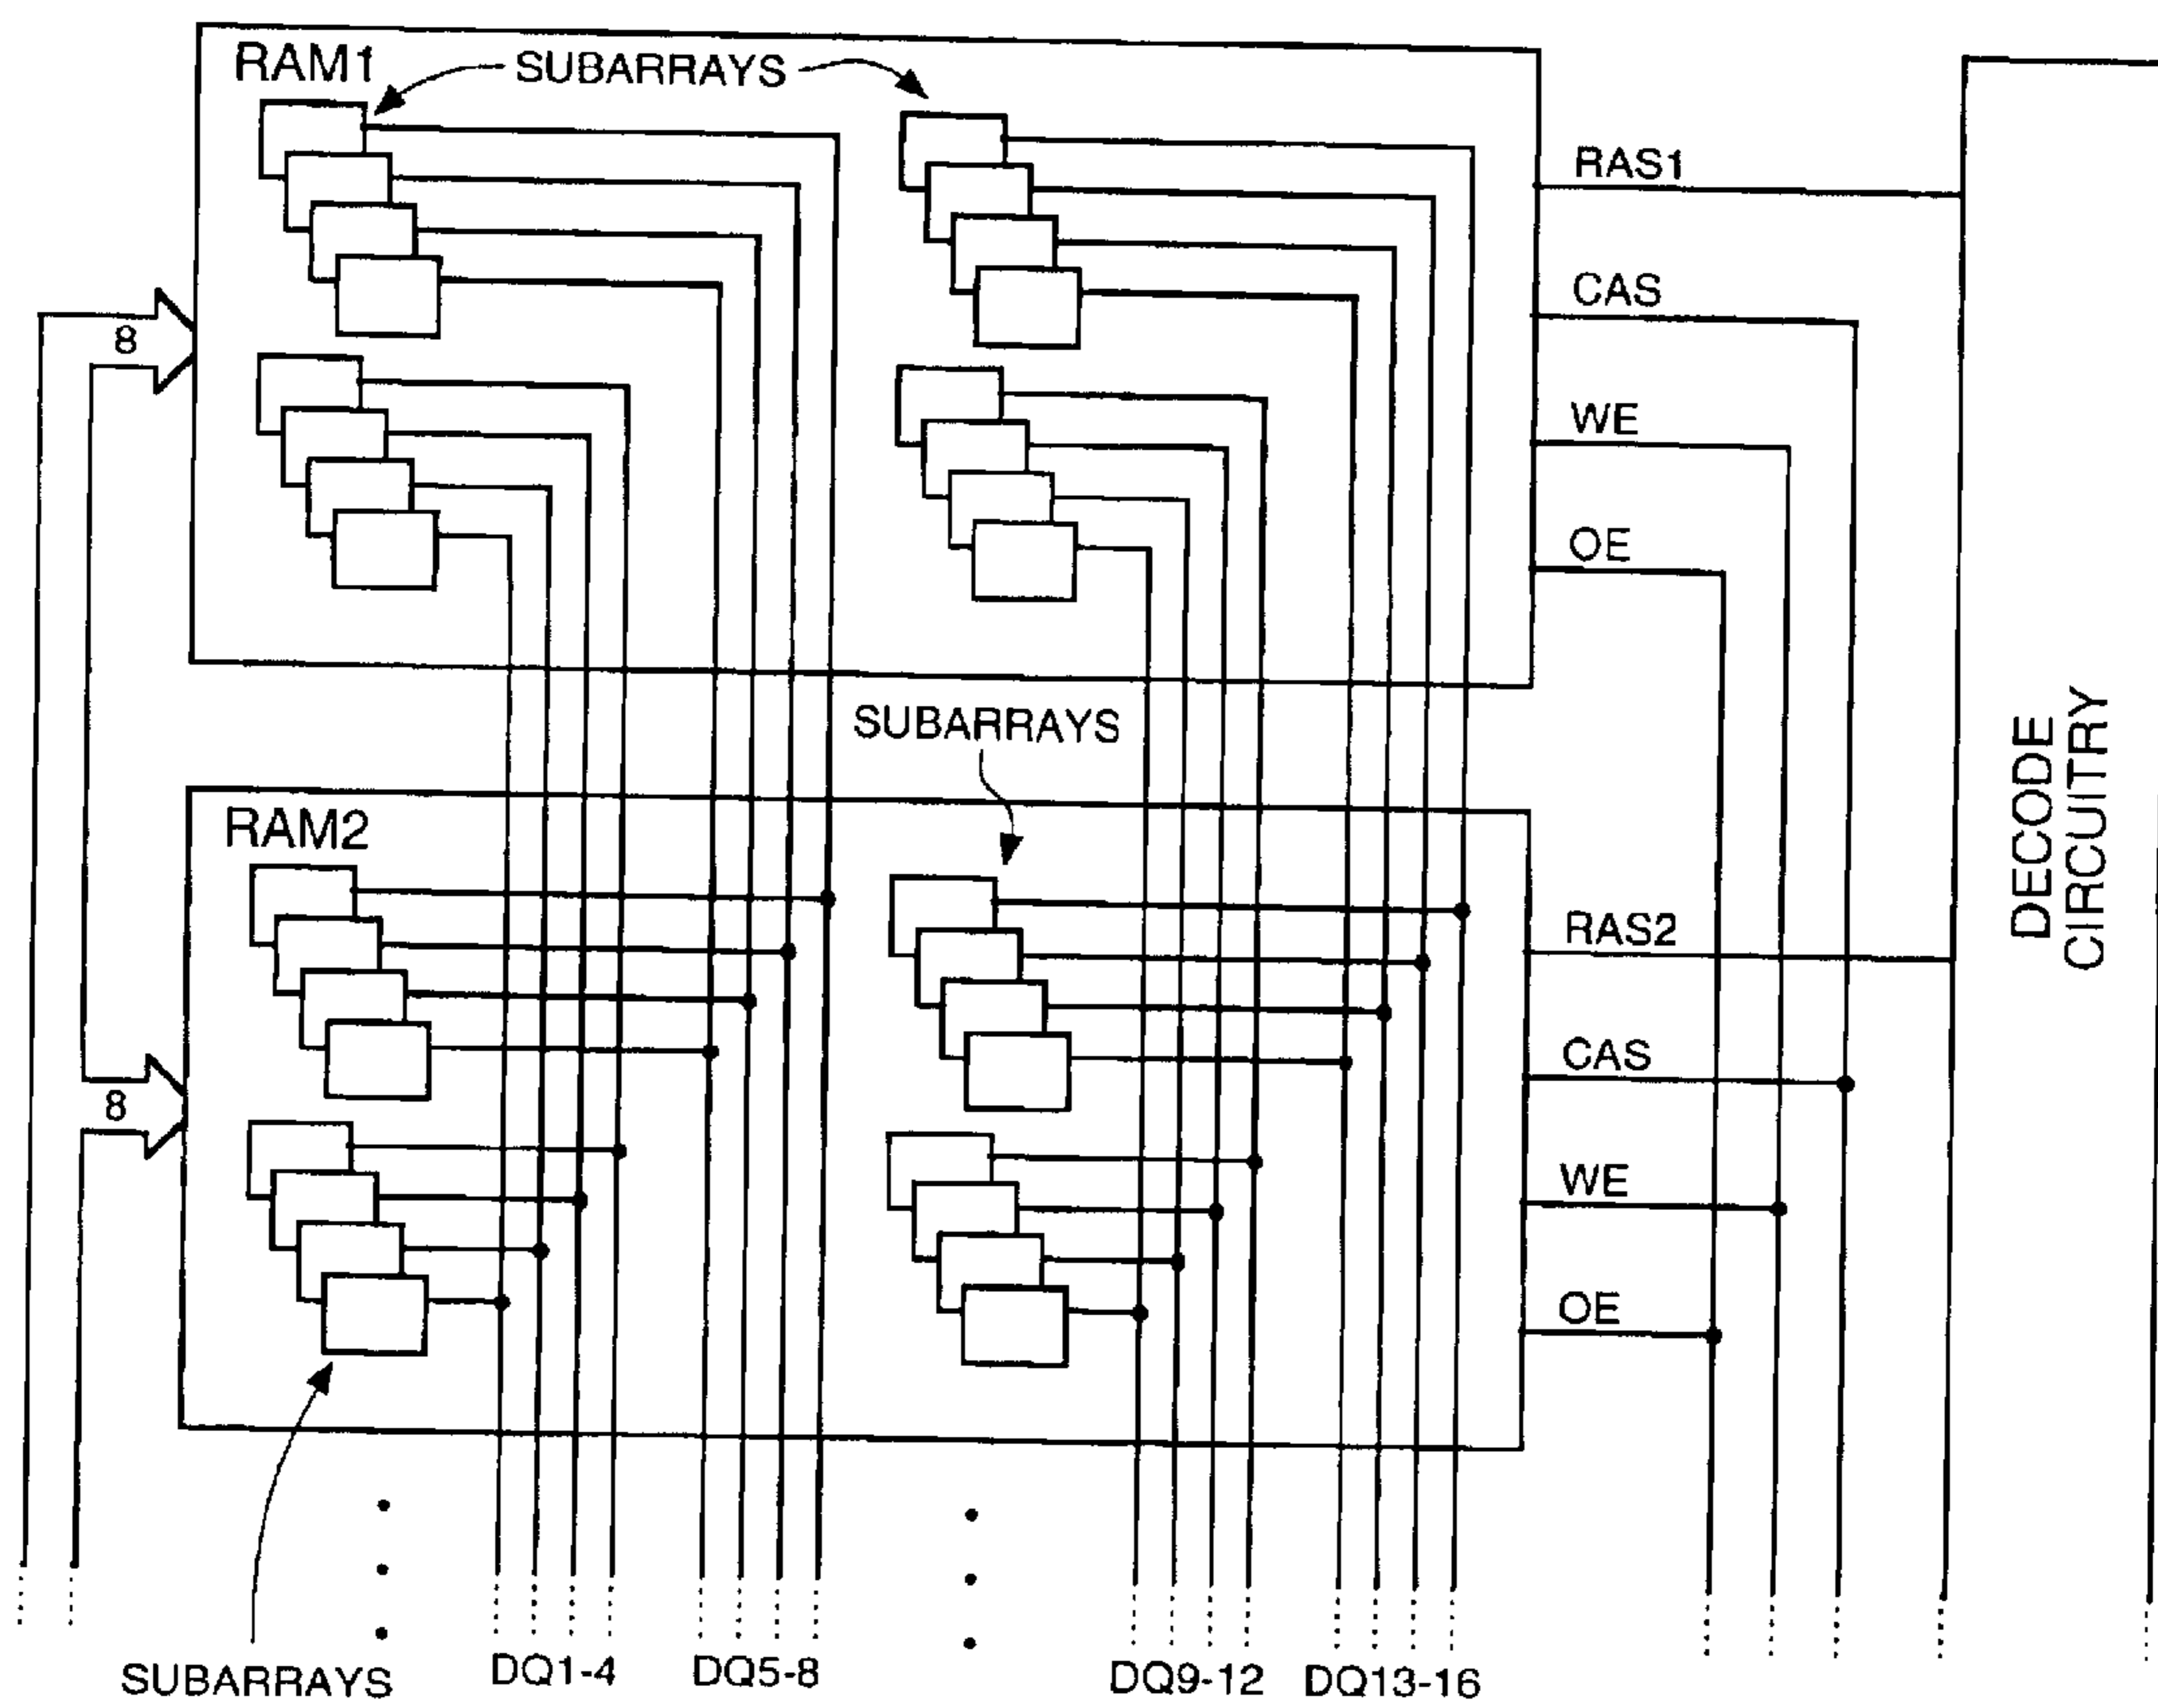 RAM1
SUBARRAYS
RAS1
CAS
8
WE
OE
SUBARRAYS
RAM2
DECODE
CIRCUITRY
RAS2
CAS
8
WE
OE
SUBARRAYS
DQ1-4
DQ5-8
DQ9-12
DQ13-16